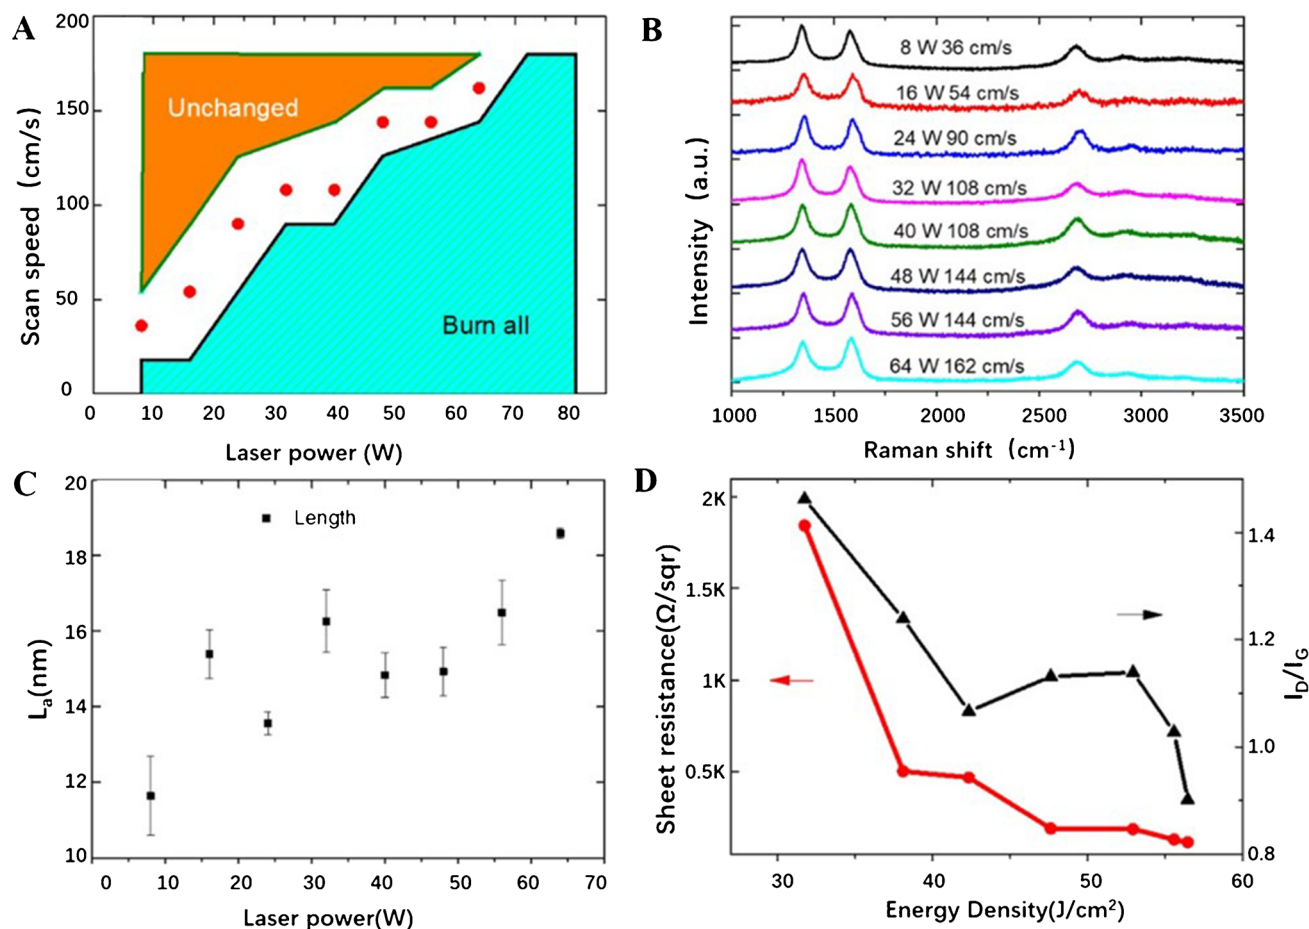 A
200
150
100
50
0
Scan speed (cm/s)
Unchanged
Burn all
0 10 20 30 40 50 60 70 80
Laser power (W)
B
Intensity (a.u.)
8 W 36 cm/s
16 W 54 cm/s
24 W 90 cm/s
32 W 108 cm/s
40 W 108 cm/s
48 W 144 cm/s
56 W 144 cm/s
64 W 162 cm/s
1000 1500 2000 2500 3000 3500
Raman shift (cm-1)
C
20
18
16
14
12
10
La(nm)
Length
0 10 20 30 40 50 60 70
Laser power(W)
D
2K
1.5K
1K
0.5K
Sheet resistance(Ω/sqr)
1.4
1.2
1.0
0.8
ID/IG
30 40 50 60
Energy Density(J/cm2)